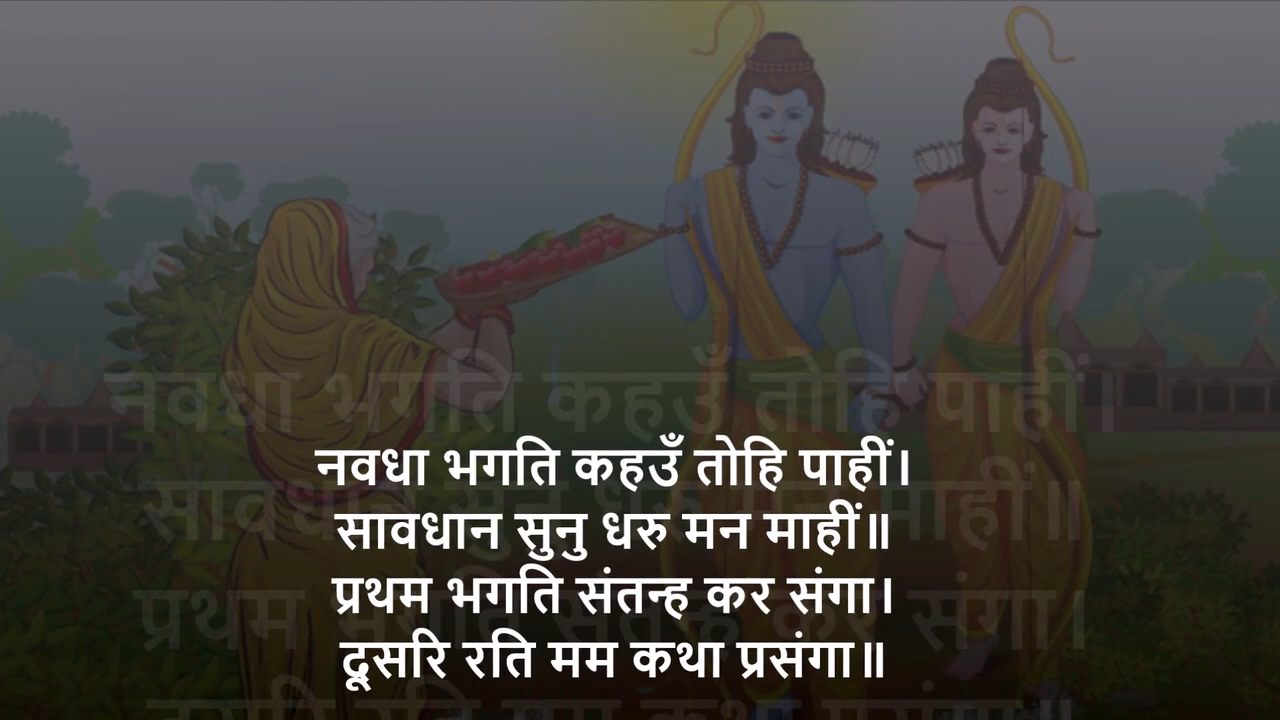 नवधा भगति कहउँ तोहि पाहीं।
सावधान सुनु धरु मन माहीं॥
प्रथम भगति संतन्ह कर संगा।
दूसरि रति मम कथा प्रसंगा॥